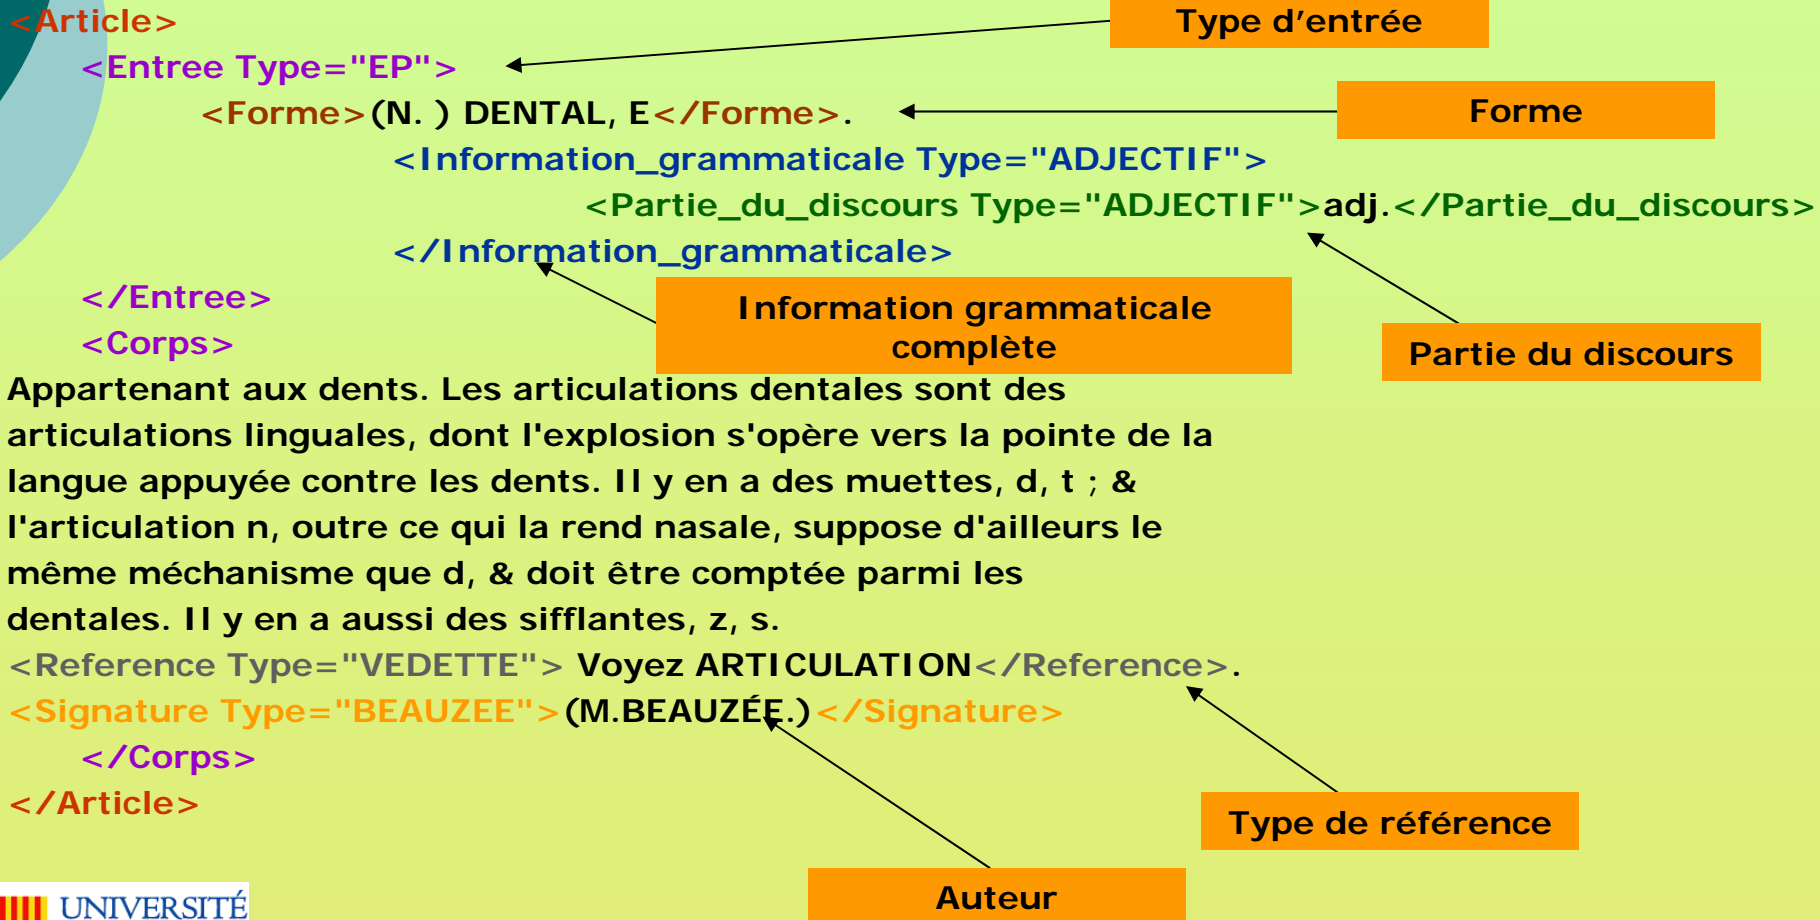 <Article>
Type d'entrée
<Entree Type="EP">
<Forme>(N. ) DENTAL, E</Forme>.
Forme
<Information_grammaticale Type="ADJECTIF">
<Partie_du_discours Type="ADJECTIF">adj.</Partie_du_discours>
</Information_grammaticale>
</Entree>
Information grammaticale
complète
<Corps>
Partie du discours
Appartenant aux dents. Les articulations dentales sont des
articulations linguales, dont l'explosion s'opère vers la pointe de la
langue appuyée contre les dents. Il y en a des muettes, d, t ; &
l'articulation n, outre ce qui la rend nasale, suppose d'ailleurs le
même méchanisme que d, & doit être comptée parmi les
dentales. Il y en a aussi des sifflantes, z, s.
<Reference Type="VEDETTE"> Voyez ARTICULATION</Reference>.
<Signature Type="BEAUZEE">(M.BEAUZÉE.)</Signature>
</Corps>
</Article>
Type de référence
Auteur
UNIVERSITÉ